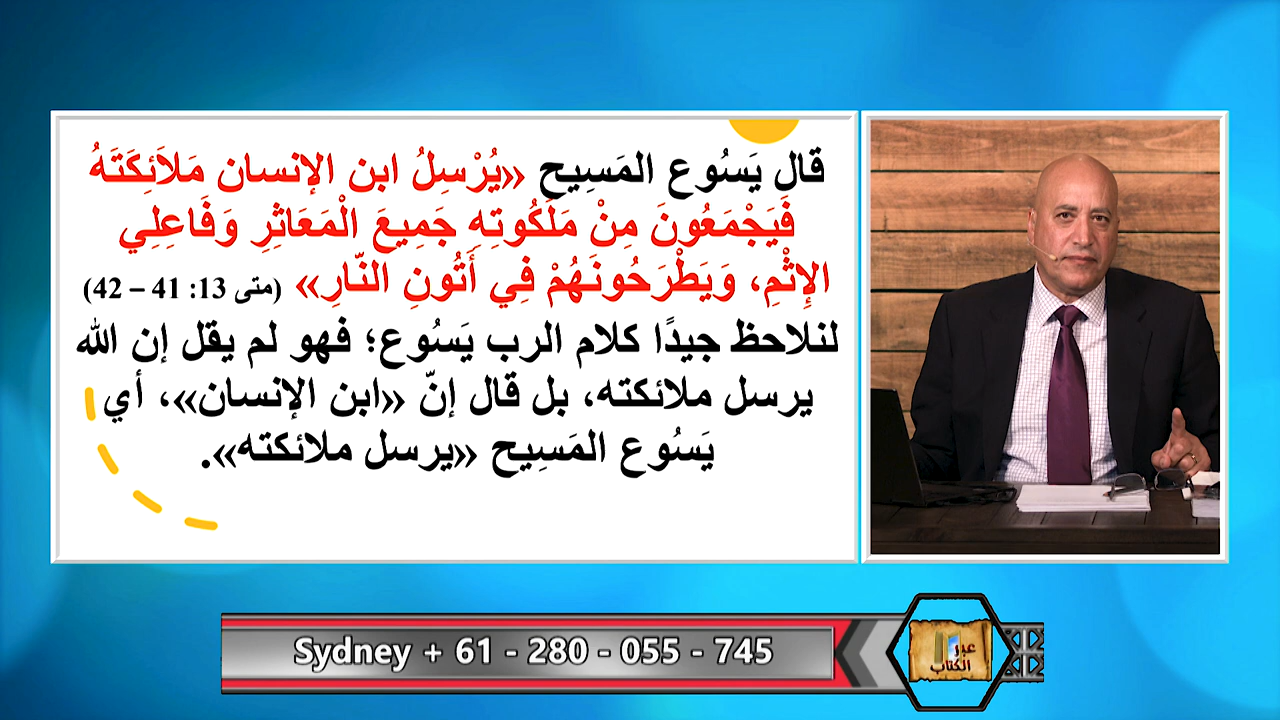 قال يَسُوع المَسِيح «يُرْسِلُ ابن الإنسان مَلاَئِكَتَهُ
فَيَجْمَعُونَ مِنْ مَلَكُوتِهِ جَمِيعَ الْمَعَاثِرِ وَفَاعِلِي
الإِثْمِ، وَيَطْرَحُونَهُمْ فِي أَتُونِ النّارِ» (متى 13: 41 – 42)
لنلاحظ جيدًا كلام الرب يَسُوع؛ فهو لم يقل إن الله
يرسل ملائكته، بل قال إنّ «ابن الإنسان»، أي
يَسُوع المَسِيح «يرسل ملائكته».
Sydney + 61 - 280 - 055 - 745
عبر
الكتاب